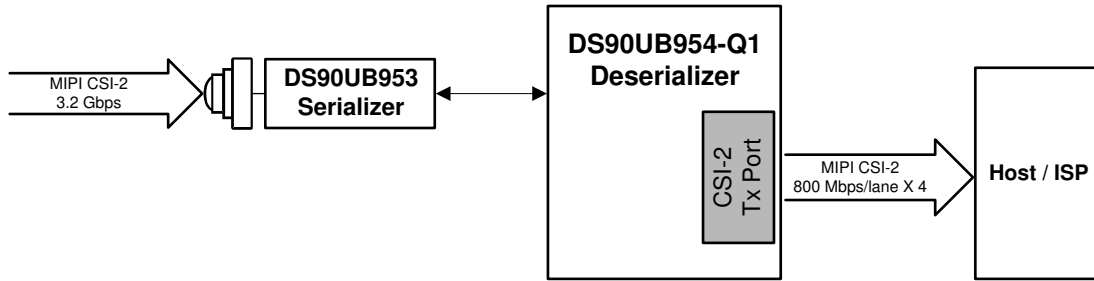 MIPI CSI-2
3.2 Gbps
DS90UB953
Serializer
DS90UB954-Q1
Deserializer
CSI-2
Tx Port
MIPI CSI-2
800 Mbps/lane X 4
Host / ISP